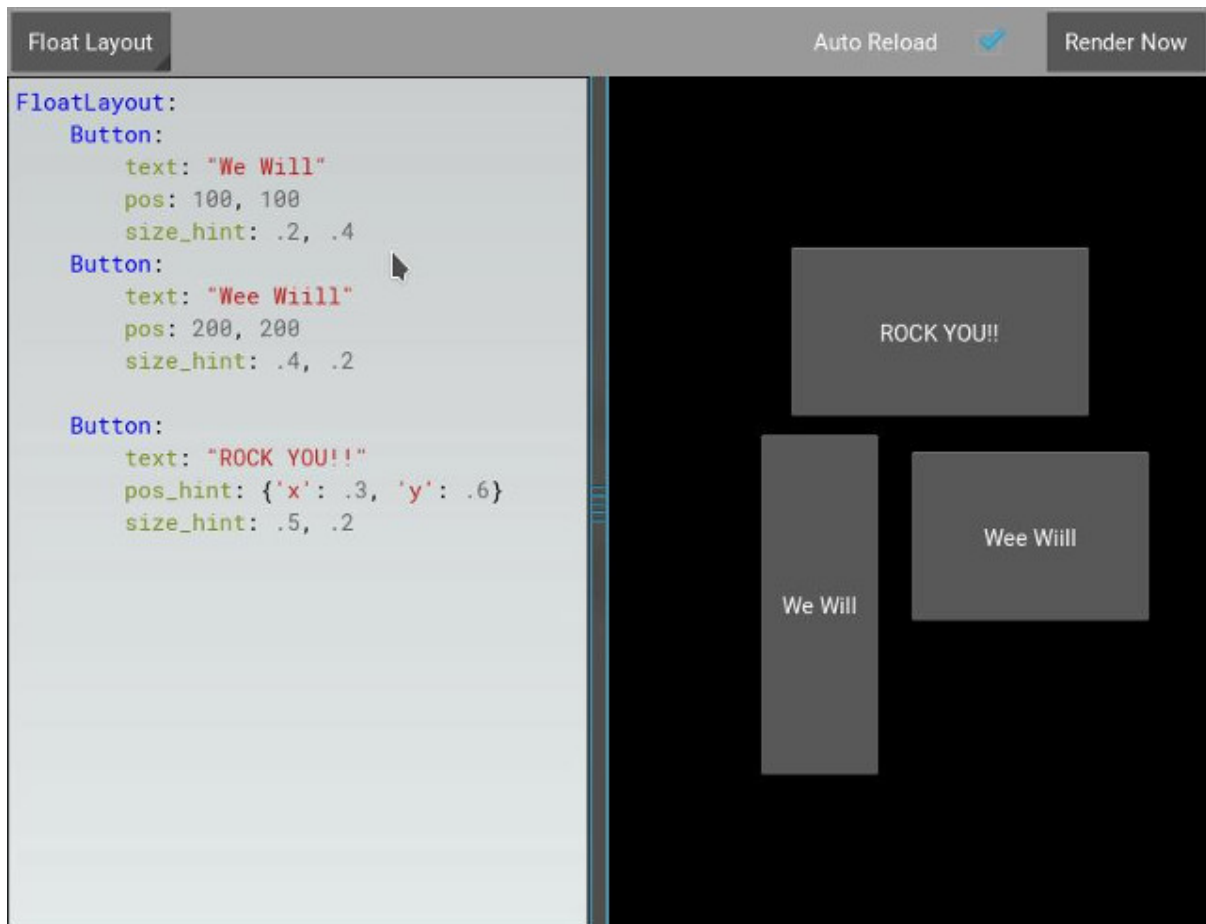 Float Layout
Auto Reload
Render Now
FloatLayout:
    Button:
        text: "We Will"
        pos: 100, 100
        size_hint: .2, .4
    Button:
        text: "Wee Wiill"
        pos: 200, 200
        size_hint: .4, .2
    Button:
        text: "ROCK YOU!!"
        pos_hint: {'x': .3, 'y': .6}
        size_hint: .5, .2
ROCK YOU!!
Wee Wiill
We Will